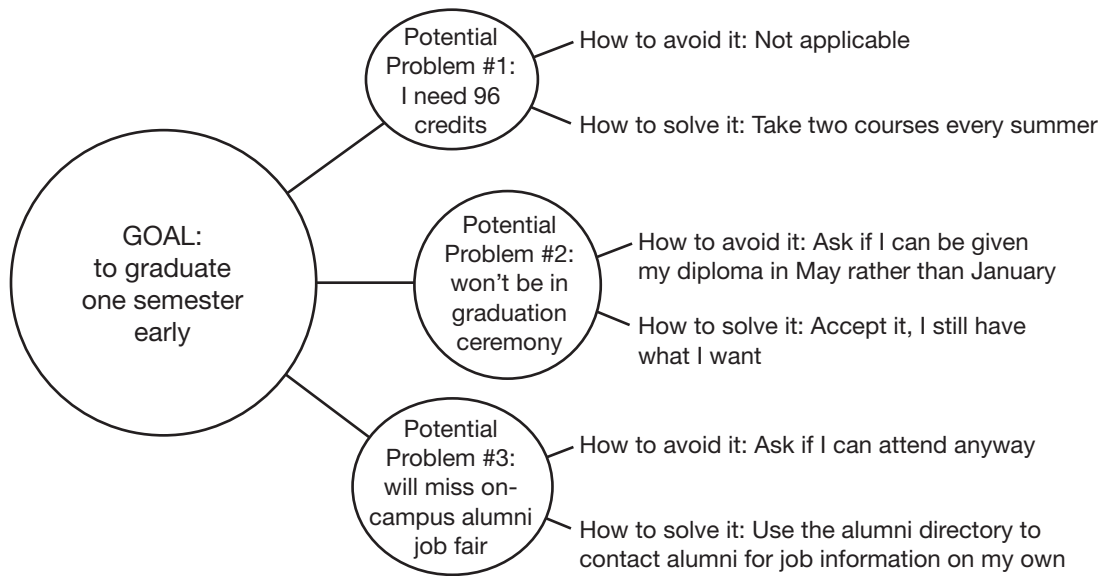 GOAL:
to graduate
one semester
early
Potential
Problem #1:
I need 96
credits
How to avoid it: Not applicable
How to solve it: Take two courses every summer
Potential
Problem #2:
won’t be in
graduation
ceremony
How to avoid it: Ask if I can be given
my diploma in May rather than January
How to solve it: Accept it, I still have
what I want
Potential
Problem #3:
will miss on-
campus alumni
job fair
How to avoid it: Ask if I can attend anyway
How to solve it: Use the alumni directory to
contact alumni for job information on my own